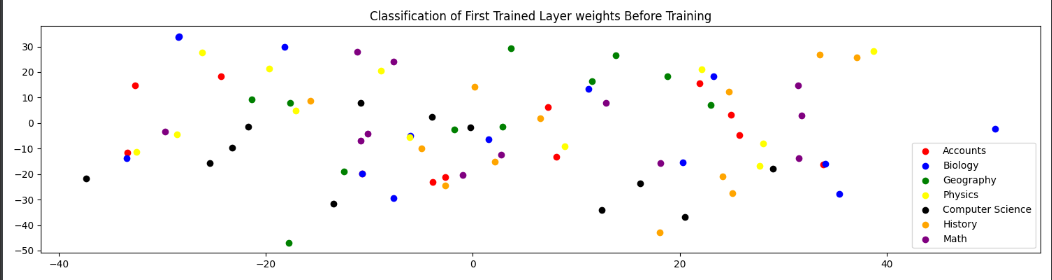 Classification of First Trained Layer weights Before Training
30
20
10
0
−10
−20
−30
−40
−50
−40
−20
0
20
40
Accounts
Biology
Geography
Physics
Computer Science
History
Math